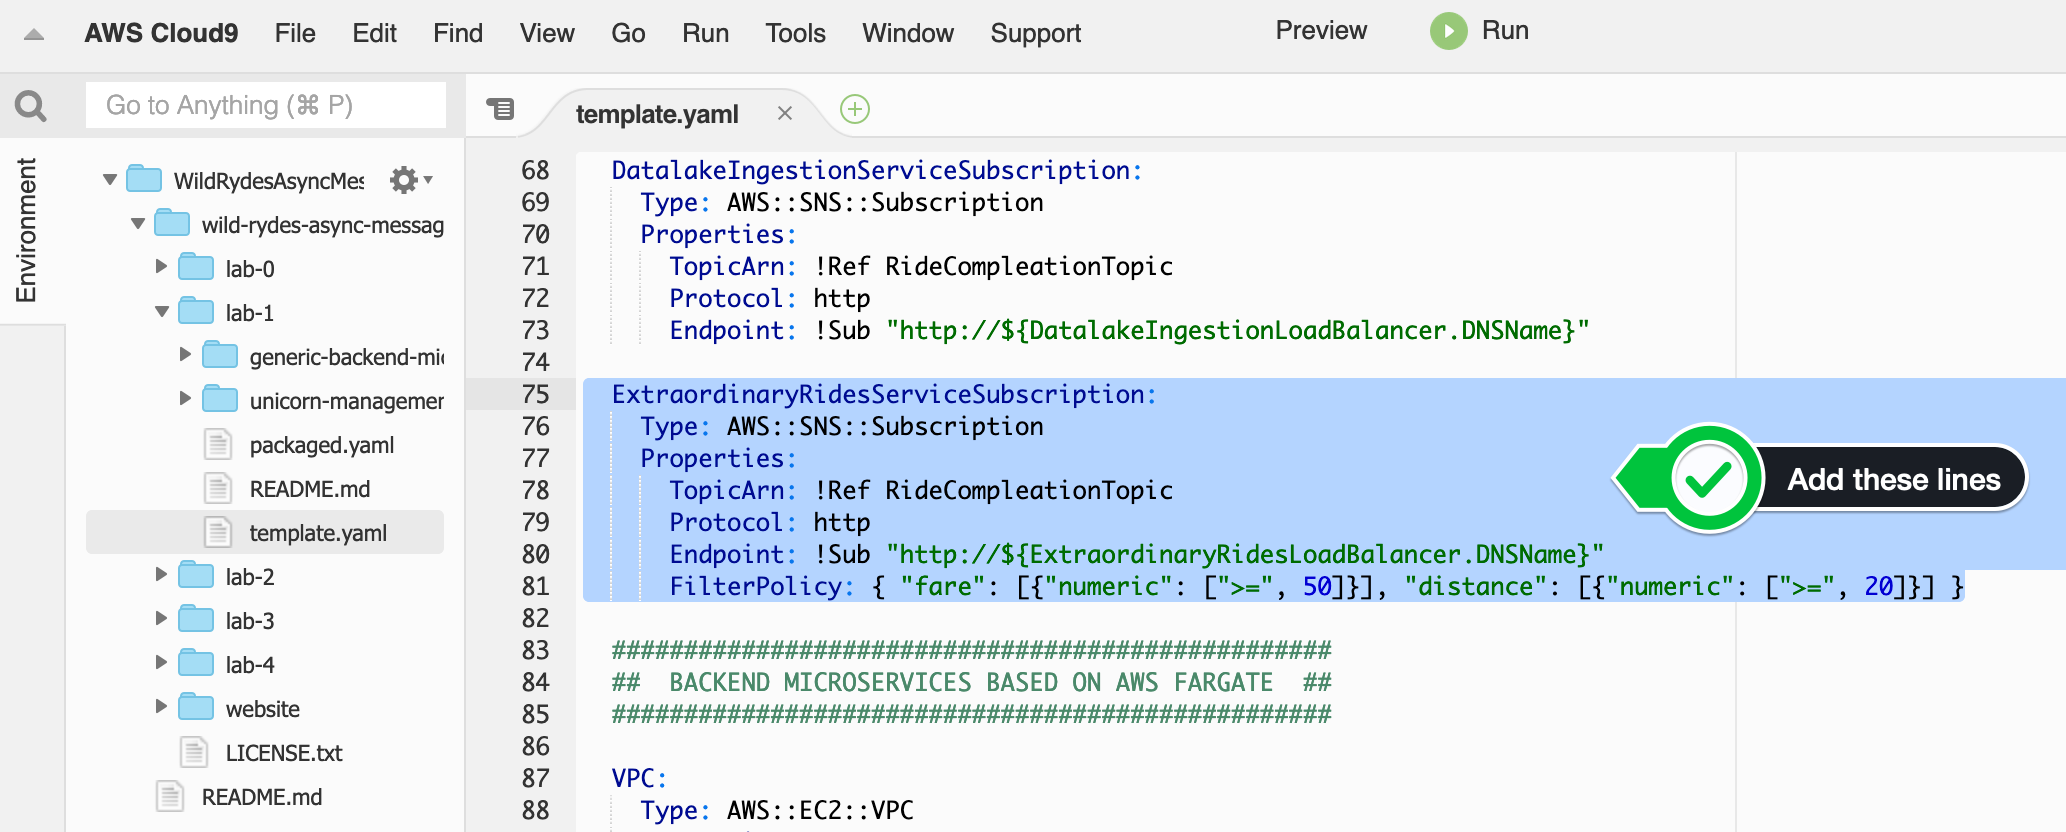 AWS Cloud9 File Edit Find View Go Run Tools Window Support Preview Run
Go to Anything (⌘ P)
template.yaml
Environment
WildRydesAsyncMes
wild-rydes-async-messag
lab-0
lab-1
generic-backend-mi
unicorn-managemer
packaged.yaml
README.md
template.yaml
lab-2
lab-3
lab-4
website
LICENSE.txt
README.md
68 DatalakeIngestionServiceSubscription:
69 Type: AWS::SNS::Subscription
70 Properties:
71 TopicArn: !Ref RideCompleationTopic
72 Protocol: http
73 Endpoint: !Sub "http://${DatalakeIngestionLoadBalancer.DNSName}"
74
75 ExtraordinaryRidesServiceSubscription:
76 Type: AWS::SNS::Subscription
77 Properties:
78 TopicArn: !Ref RideCompleationTopic
79 Protocol: http
80 Endpoint: !Sub "http://${ExtraordinaryRidesLoadBalancer.DNSName}"
81 FilterPolicy: { "fare": [{"numeric": [">=", 50]}], "distance": [{"numeric": [">=", 20]}] }
82
83 ##################################################
84 ## BACKEND MICROSERVICES BASED ON AWS FARGATE ##
85 ##################################################
86
87 VPC:
88 Type: AWS::EC2::VPC
Add these lines